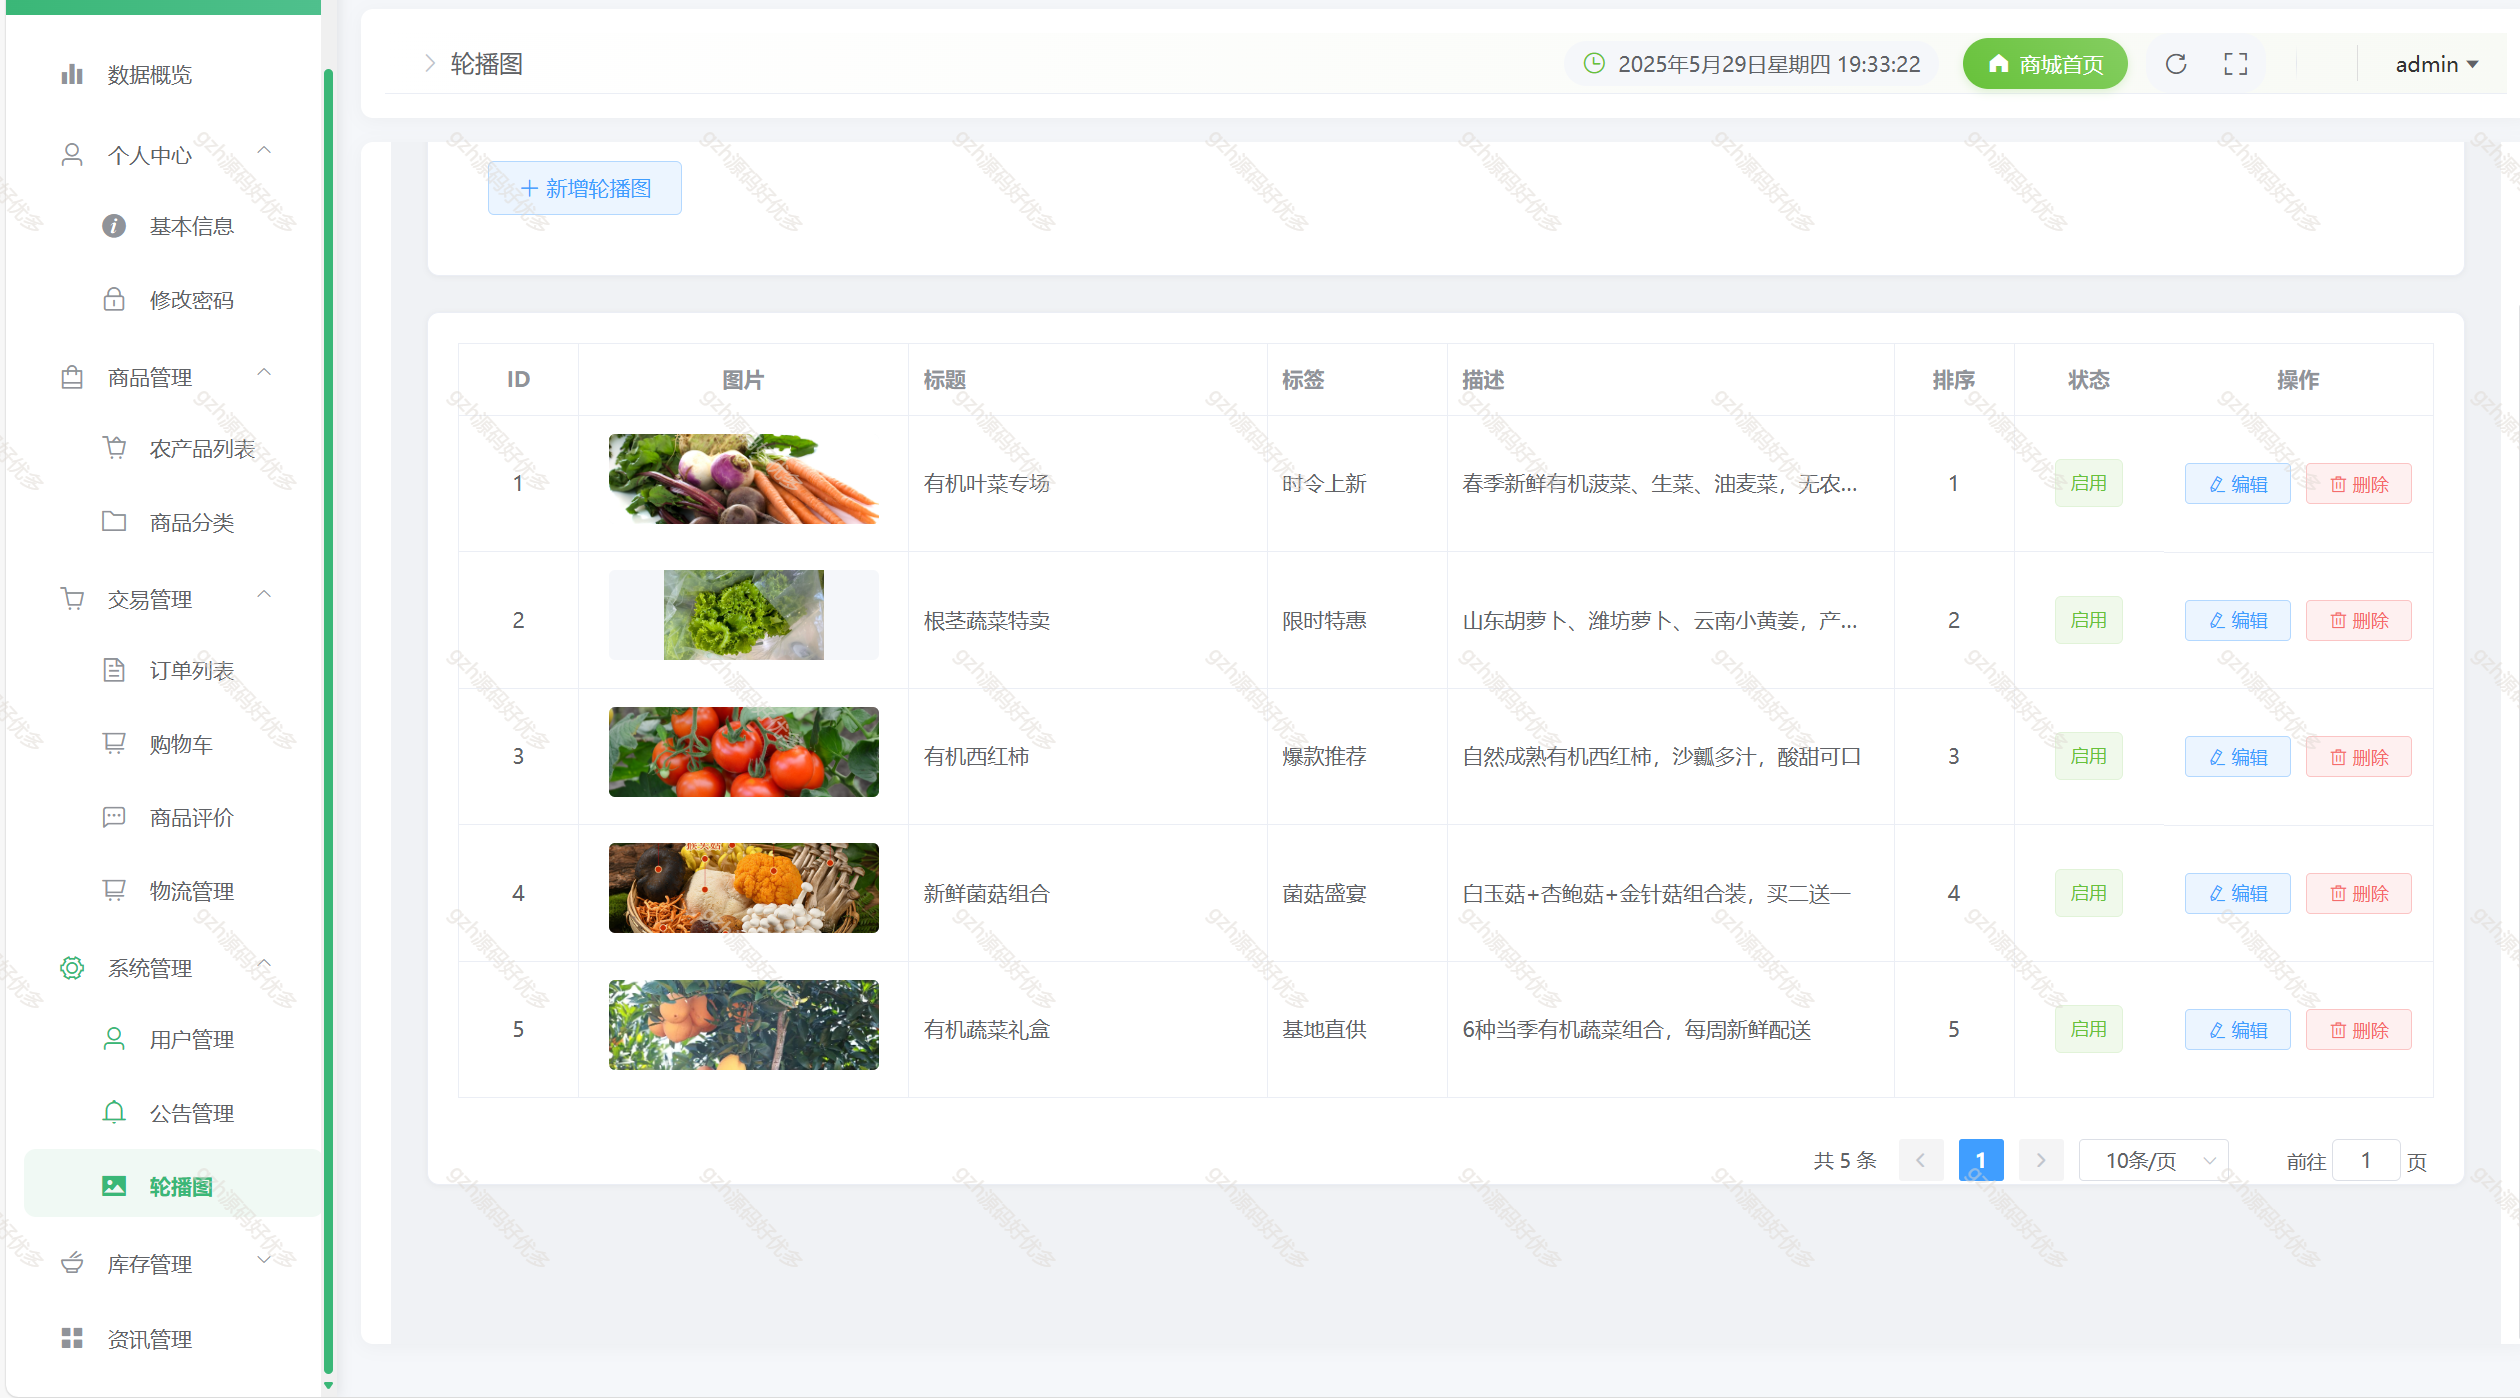 数据概览
个人中心
基本信息
修改密码
商品管理
农产品列表
商品分类
交易管理
订单列表
购物车
商品评价
物流管理
系统管理
用户管理
公告管理
轮播图
库存管理
资讯管理
轮播图
2025年5月29日星期四 19:33:22
商城首页
admin
新增轮播图
ID 图片 标题 标签 描述 排序 状态 操作
1 有机叶菜专场 时令上新 春季新鲜有机菠菜、生菜、油麦菜，无农... 1 启用 编辑 删除
2 根茎蔬菜特卖 限时特惠 山东胡萝卜、潍坊萝卜、云南小黄姜，产... 2 启用 编辑 删除
3 有机西红柿 爆款推荐 自然成熟有机西红柿，沙瓤多汁，酸甜可口 3 启用 编辑 删除
4 新鲜菌菇组合 菌菇盛宴 白玉菇+杏鲍菇+金针菇组合装，买二送一 4 启用 编辑 删除
5 有机蔬菜礼盒 基地直供 6种当季有机蔬菜组合，每周新鲜配送 5 启用 编辑 删除
共 5 条 1 10条/页 前往 1 页
gzh源码好优多